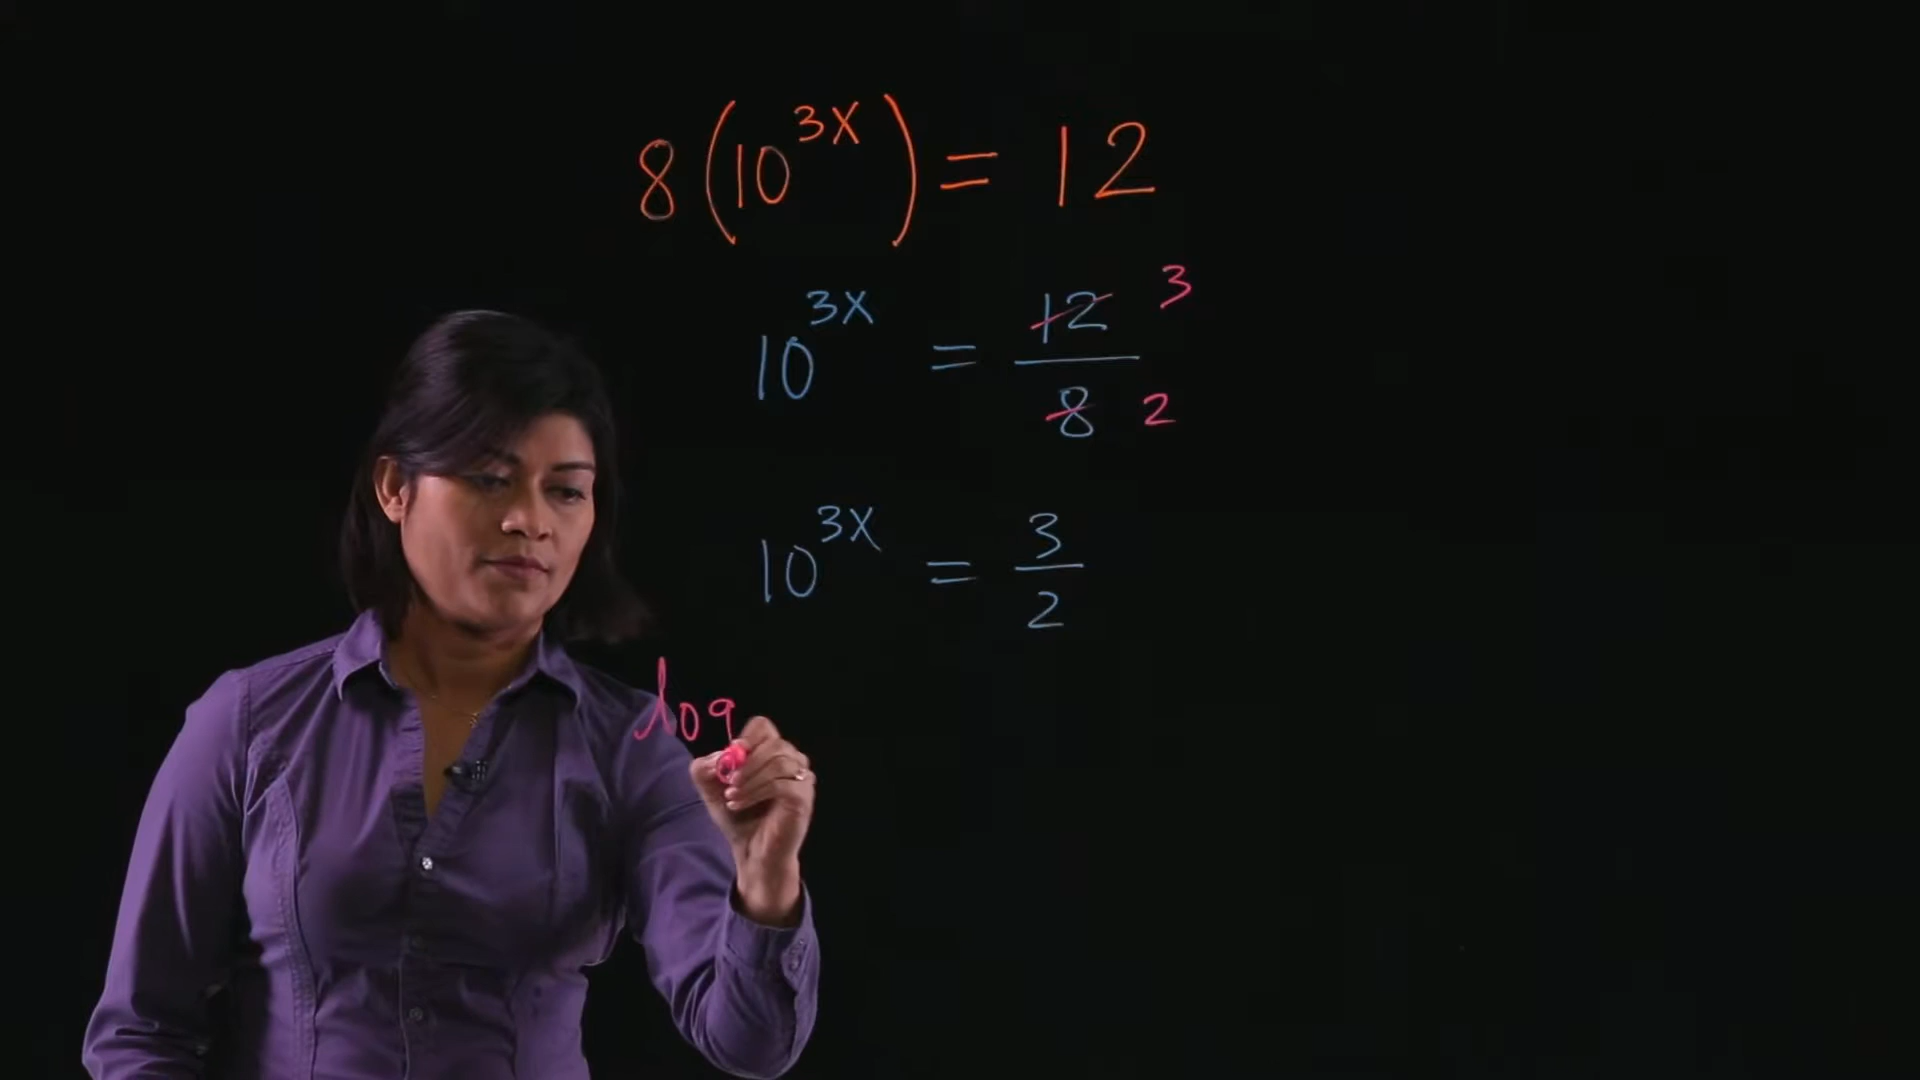 8(10^3x) = 12
10^3x = 12/8 3 2
10^3x = 3/2
log